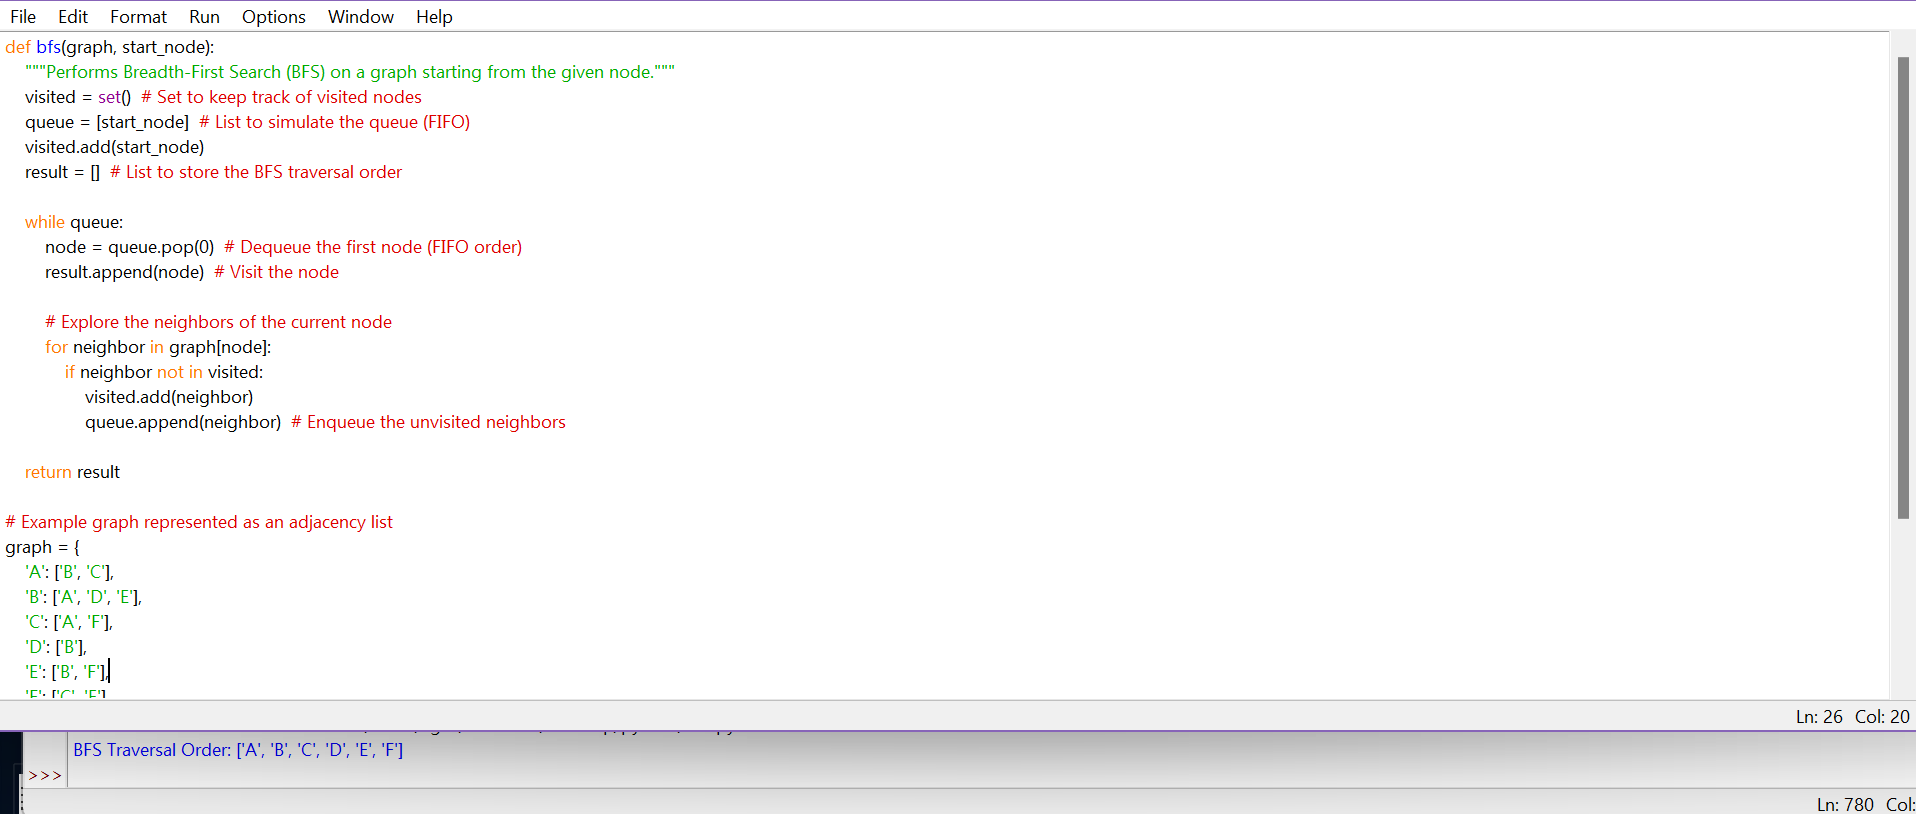 File Edit Format Run Options Window Help
def bfs(graph, start_node):
    """Performs Breadth-First Search (BFS) on a graph starting from the given node."""
    visited = set()  # Set to keep track of visited nodes
    queue = [start_node]  # List to simulate the queue (FIFO)
    visited.add(start_node)
    result = []  # List to store the BFS traversal order
    while queue:
        node = queue.pop(0)  # Dequeue the first node (FIFO order)
        result.append(node)  # Visit the node
        # Explore the neighbors of the current node
        for neighbor in graph[node]:
            if neighbor not in visited:
                visited.add(neighbor)
                queue.append(neighbor)  # Enqueue the unvisited neighbors
    return result
# Example graph represented as an adjacency list
graph = {
    'A': ['B', 'C'],
    'B': ['A', 'D', 'E'],
    'C': ['A', 'F'],
    'D': ['B'],
    'E': ['B', 'F'],
Ln: 26 Col: 20
BFS Traversal Order: ['A', 'B', 'C', 'D', 'E', 'F']
>>>
Ln: 780 Col: